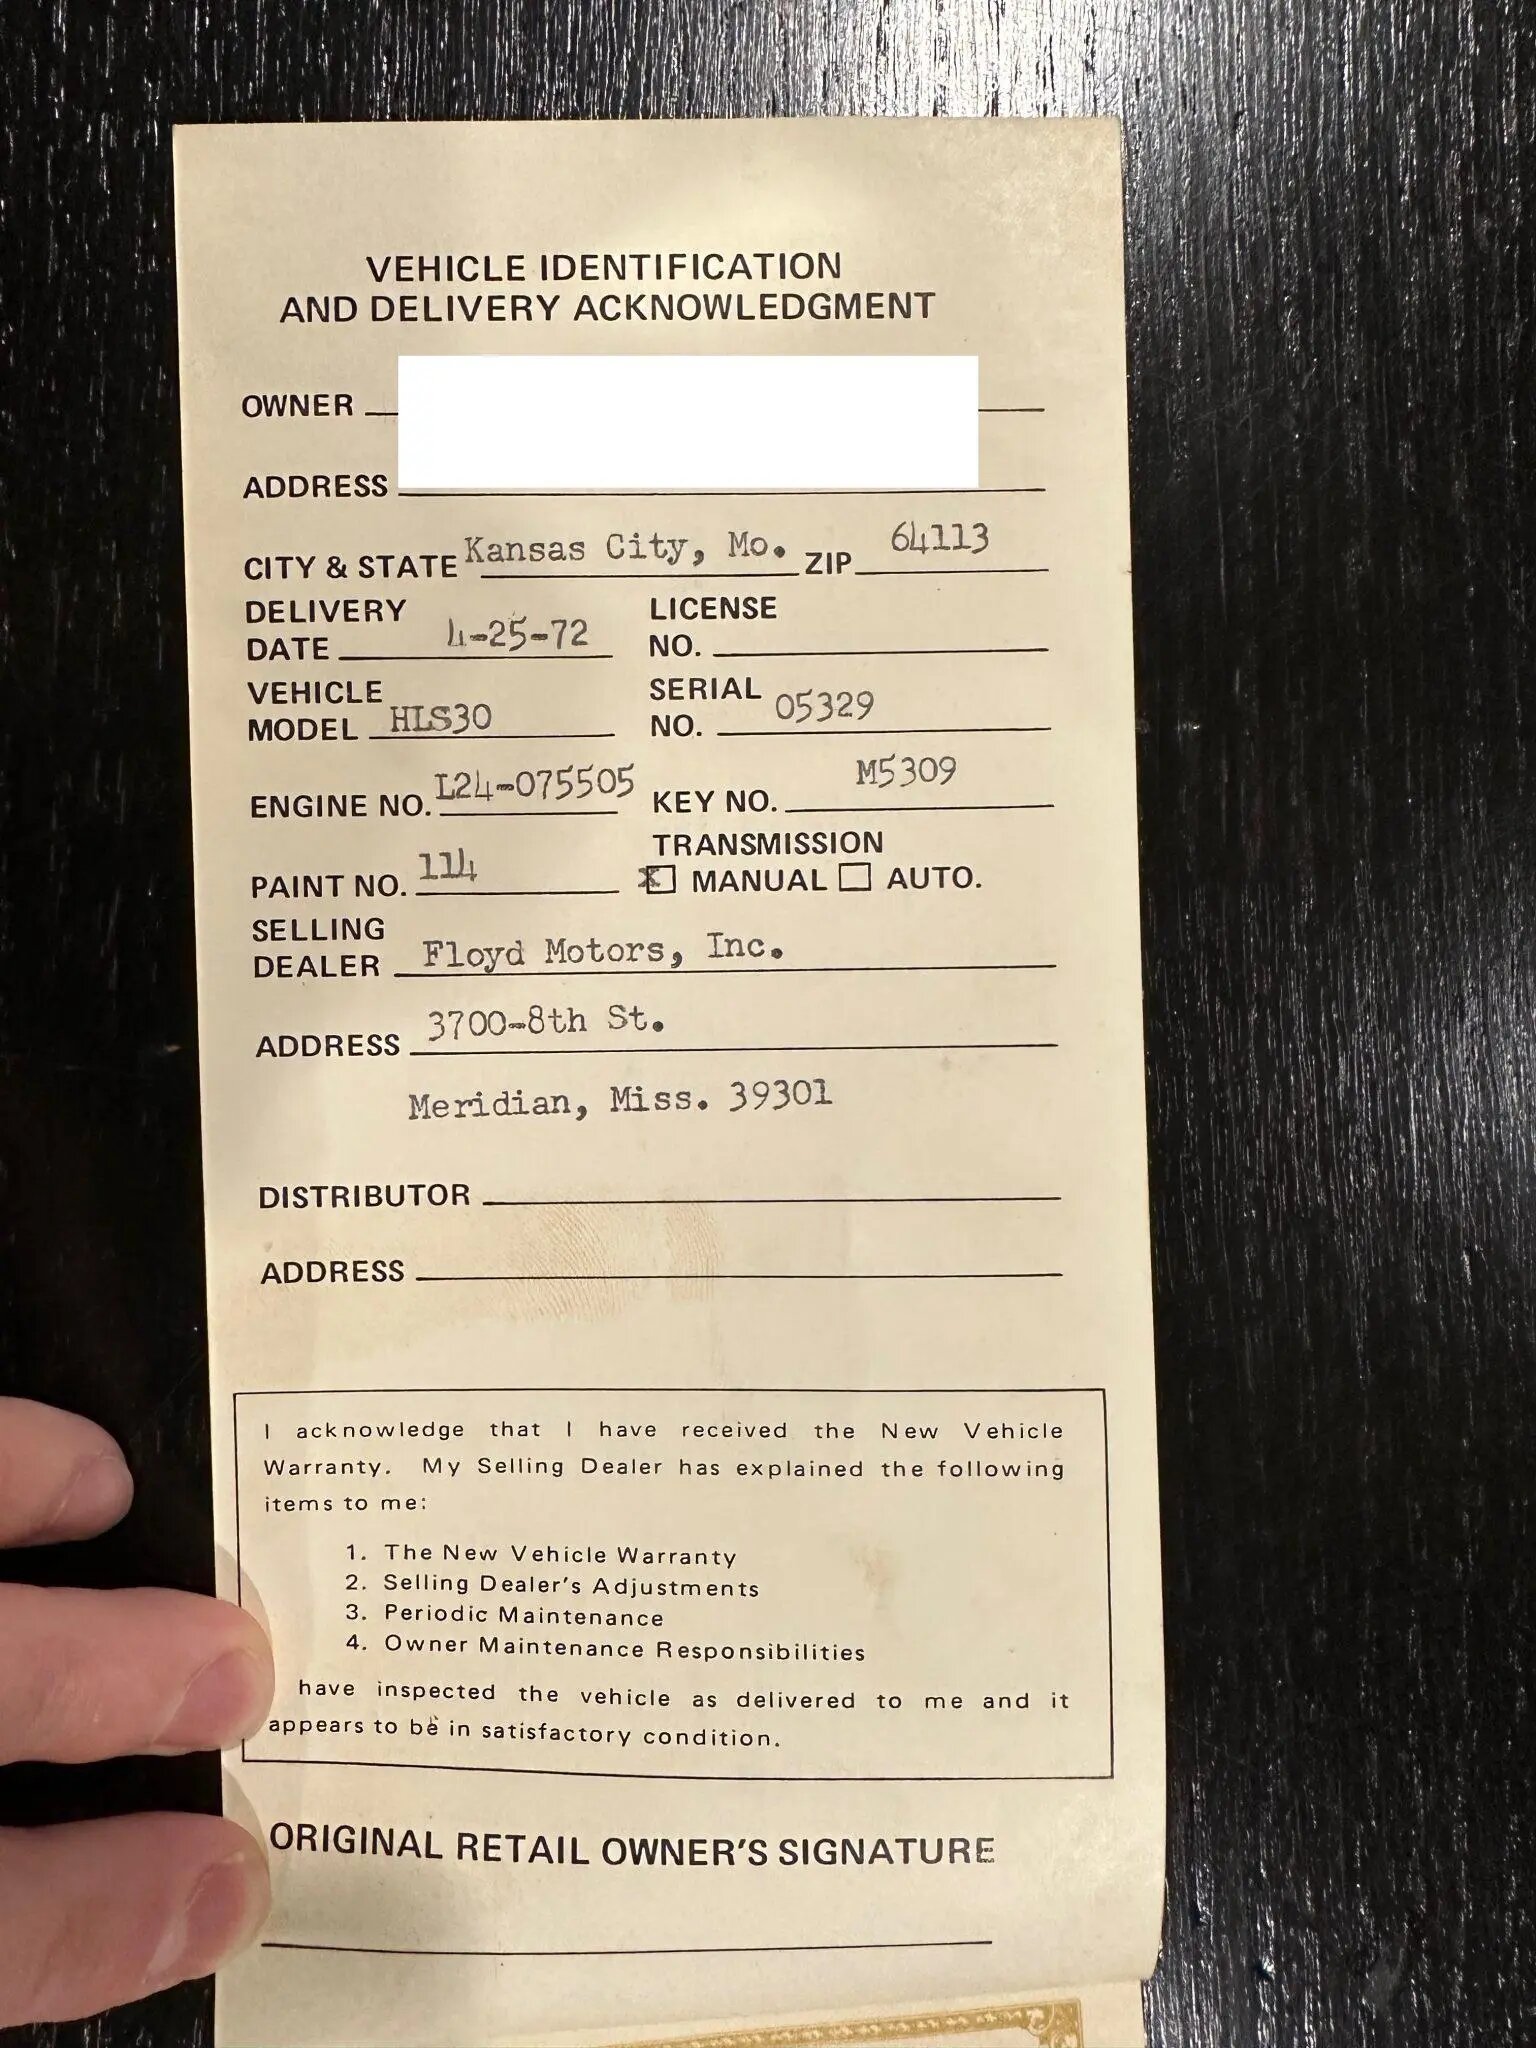 VEHICLE IDENTIFICATION
AND DELIVERY ACKNOWLEDGMENT
OWNER
ADDRESS
CITY & STATE Kansas City, Mo. ZIP 64113
DELIVERY DATE 4-25-72 LICENSE NO.
VEHICLE MODEL HLS30 SERIAL NO. 05329
ENGINE NO. L24-075505 KEY NO. M5309
PAINT NO. 114 TRANSMISSION x MANUAL AUTO.
SELLING DEALER Floyd Motors, Inc.
ADDRESS 3700-8th St.
Meridian, Miss. 39301
DISTRIBUTOR
ADDRESS
I acknowledge that I have received the New Vehicle
Warranty. My Selling Dealer has explained the following
items to me:
1. The New Vehicle Warranty
2. Selling Dealer's Adjustments
3. Periodic Maintenance
4. Owner Maintenance Responsibilities
have inspected the vehicle as delivered to me and it
appears to be in satisfactory condition.
ORIGINAL RETAIL OWNER'S SIGNATURE